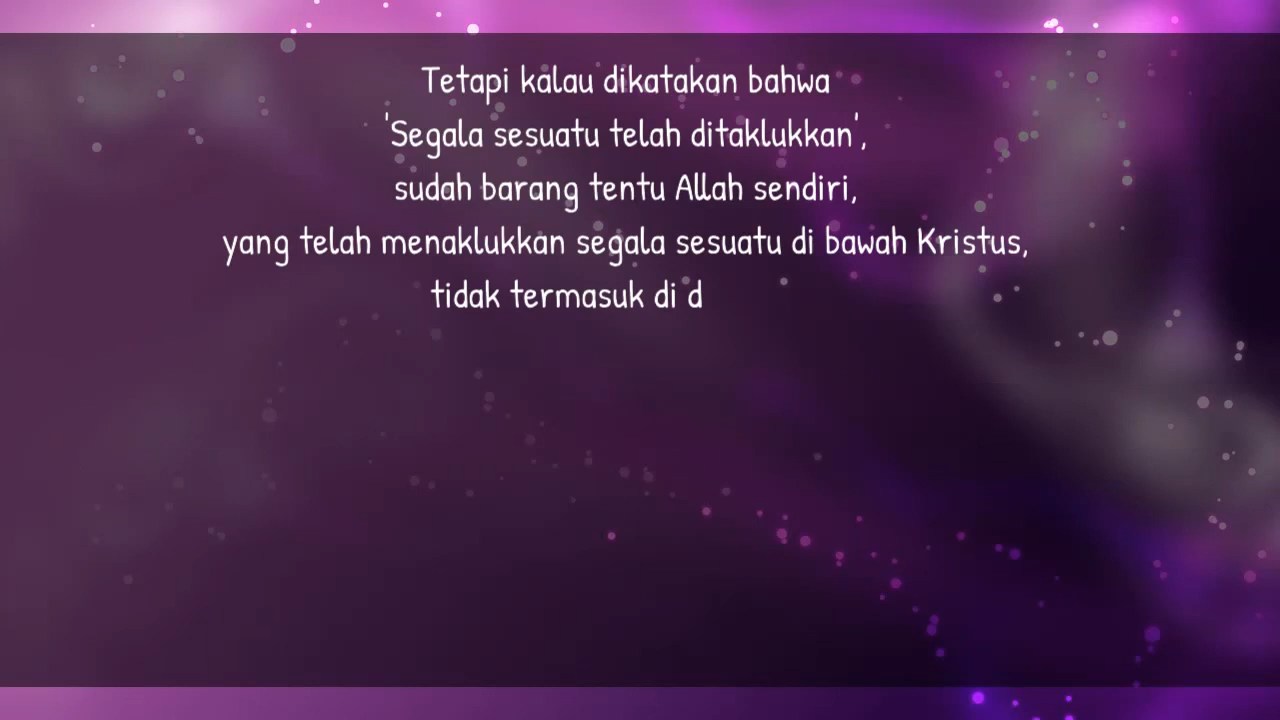 Tetapi kalau dikatakan bahwa
'Segala sesuatu telah ditaklukkan',
sudah barang tentu Allah sendiri,
yang telah menaklukkan segala sesuatu di bawah Kristus,
tidak termasuk di d